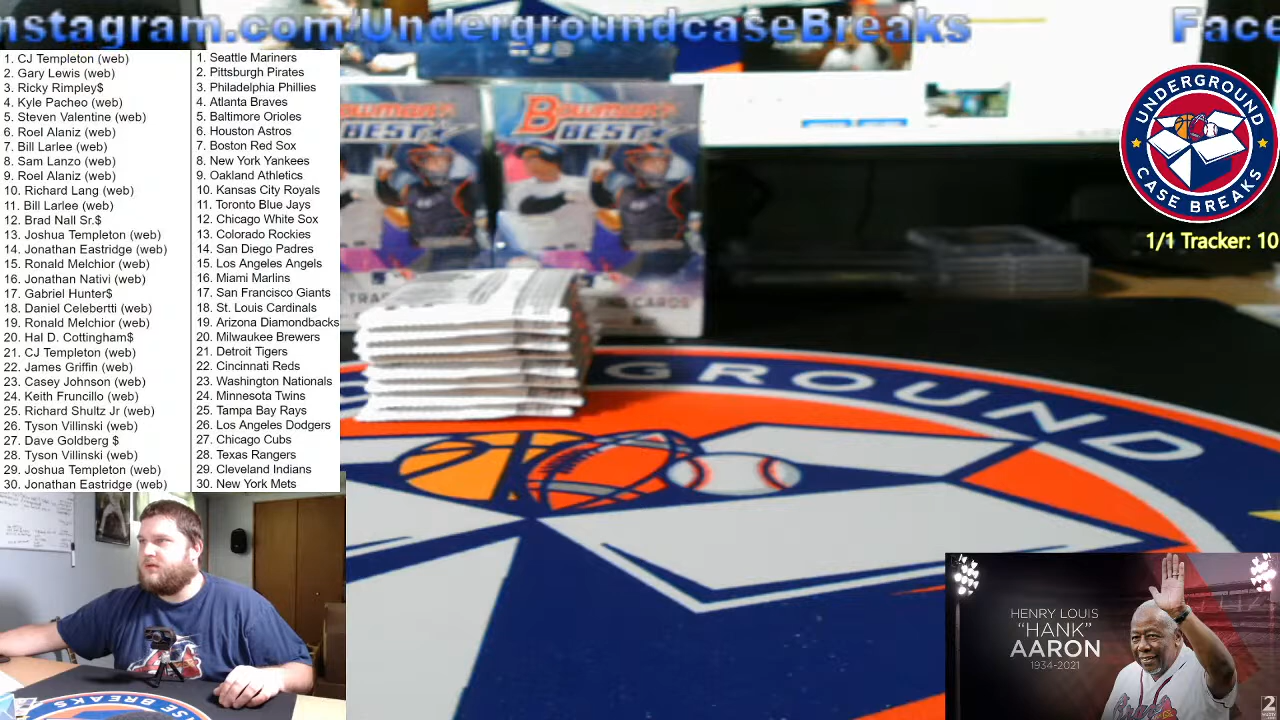 nstagram.com/UndergroundcaseBreaks Face
1. CJ Templeton (web)
2. Gary Lewis (web)
3. Ricky Rimpley$
4. Kyle Pacheo (web)
5. Steven Valentine (web)
6. Roel Alaniz (web)
7. Bill Larlee (web)
8. Sam Lanzo (web)
9. Roel Alaniz (web)
10. Richard Lang (web)
11. Bill Larlee (web)
12. Brad Nall Sr.$
13. Joshua Templeton (web)
14. Jonathan Eastridge (web)
15. Ronald Melchior (web)
16. Jonathan Nativi (web)
17. Gabriel Hunter$
18. Daniel Celebertti (web)
19. Ronald Melchior (web)
20. Hal D. Cottingham$
21. CJ Templeton (web)
22. James Griffin (web)
23. Casey Johnson (web)
24. Keith Fruncillo (web)
25. Richard Shultz Jr (web)
26. Tyson Villinski (web)
27. Dave Goldberg $
28. Tyson Villinski (web)
29. Joshua Templeton (web)
30. Jonathan Eastridge (web)
1. Seattle Mariners
2. Pittsburgh Pirates
3. Philadelphia Phillies
4. Atlanta Braves
5. Baltimore Orioles
6. Houston Astros
7. Boston Red Sox
8. New York Yankees
9. Oakland Athletics
10. Kansas City Royals
11. Toronto Blue Jays
12. Chicago White Sox
13. Colorado Rockies
14. San Diego Padres
15. Los Angeles Angels
16. Miami Marlins
17. San Francisco Giants
18. St. Louis Cardinals
19. Arizona Diamondbacks
20. Milwaukee Brewers
21. Detroit Tigers
22. Cincinnati Reds
23. Washington Nationals
24. Minnesota Twins
25. Tampa Bay Rays
26. Los Angeles Dodgers
27. Chicago Cubs
28. Texas Rangers
29. Cleveland Indians
30. New York Mets
Bowman's
BEST
BEST
CARDS
UNDERGROUND
CASE BREAKS
1/1 Tracker: 10
GROUND
HENRY LOUIS
"HANK"
AARON
1934-2021
2
BREAKS